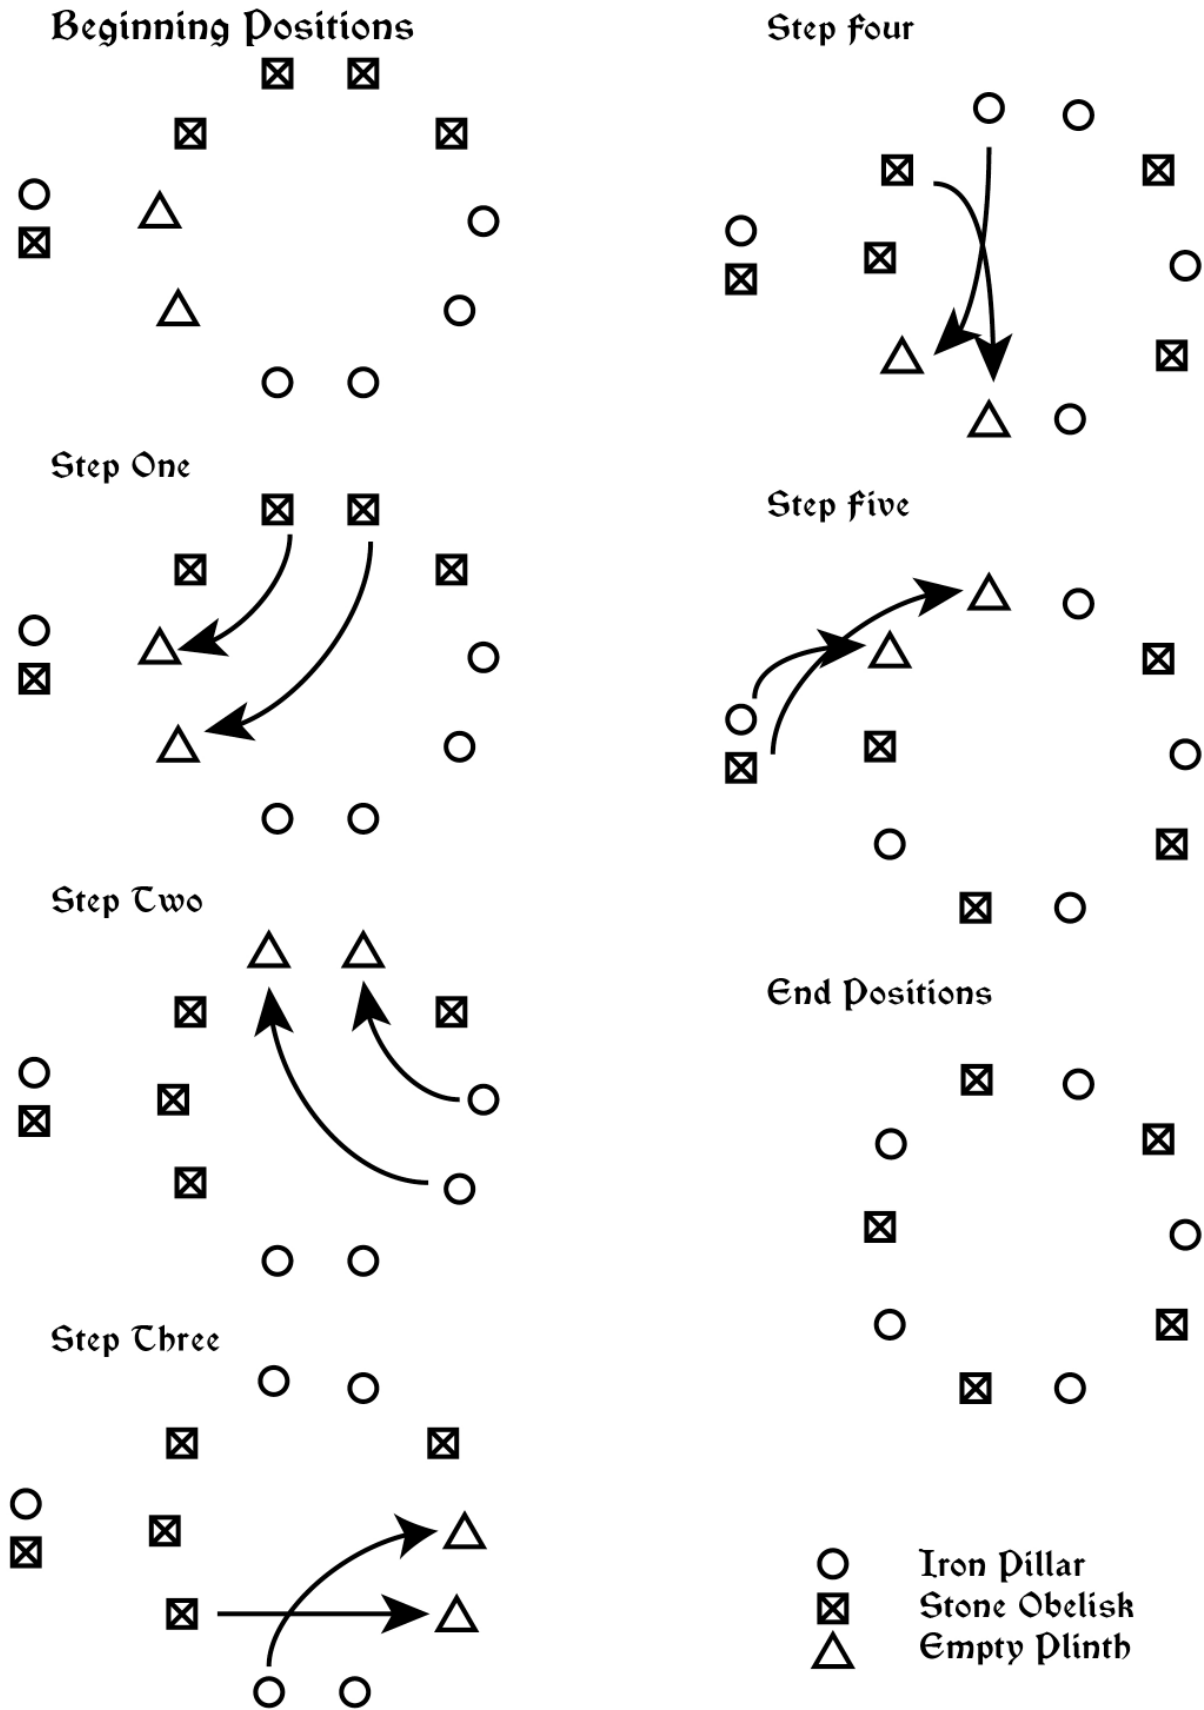 Beginning Positions
Step One
Step Two
Step Three
Step Four
Step Five
End Positions
Iron Pillar
Stone Obelisk
Empty Plinth